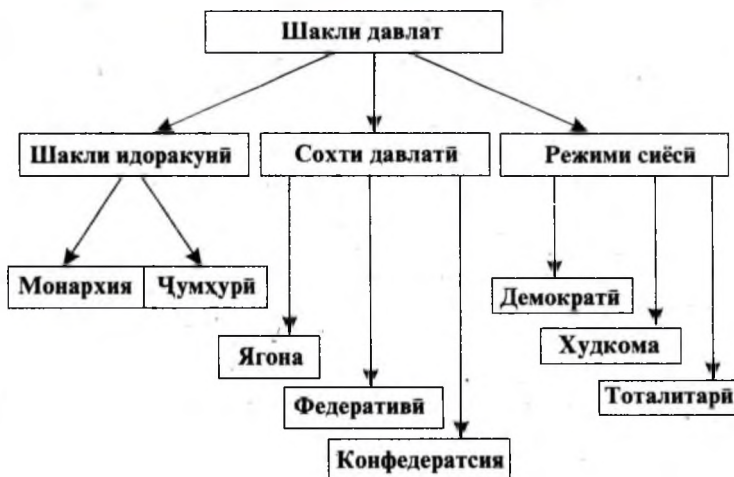 Шакли давлат
Шакли идоракунӣ
Сохти давлатӣ
Режими сиёсӣ
Монархия
Ҷумҳурӣ
Демократӣ
Худкома
Ягона
Тоталитарӣ
Федеративӣ
Конфедератсия